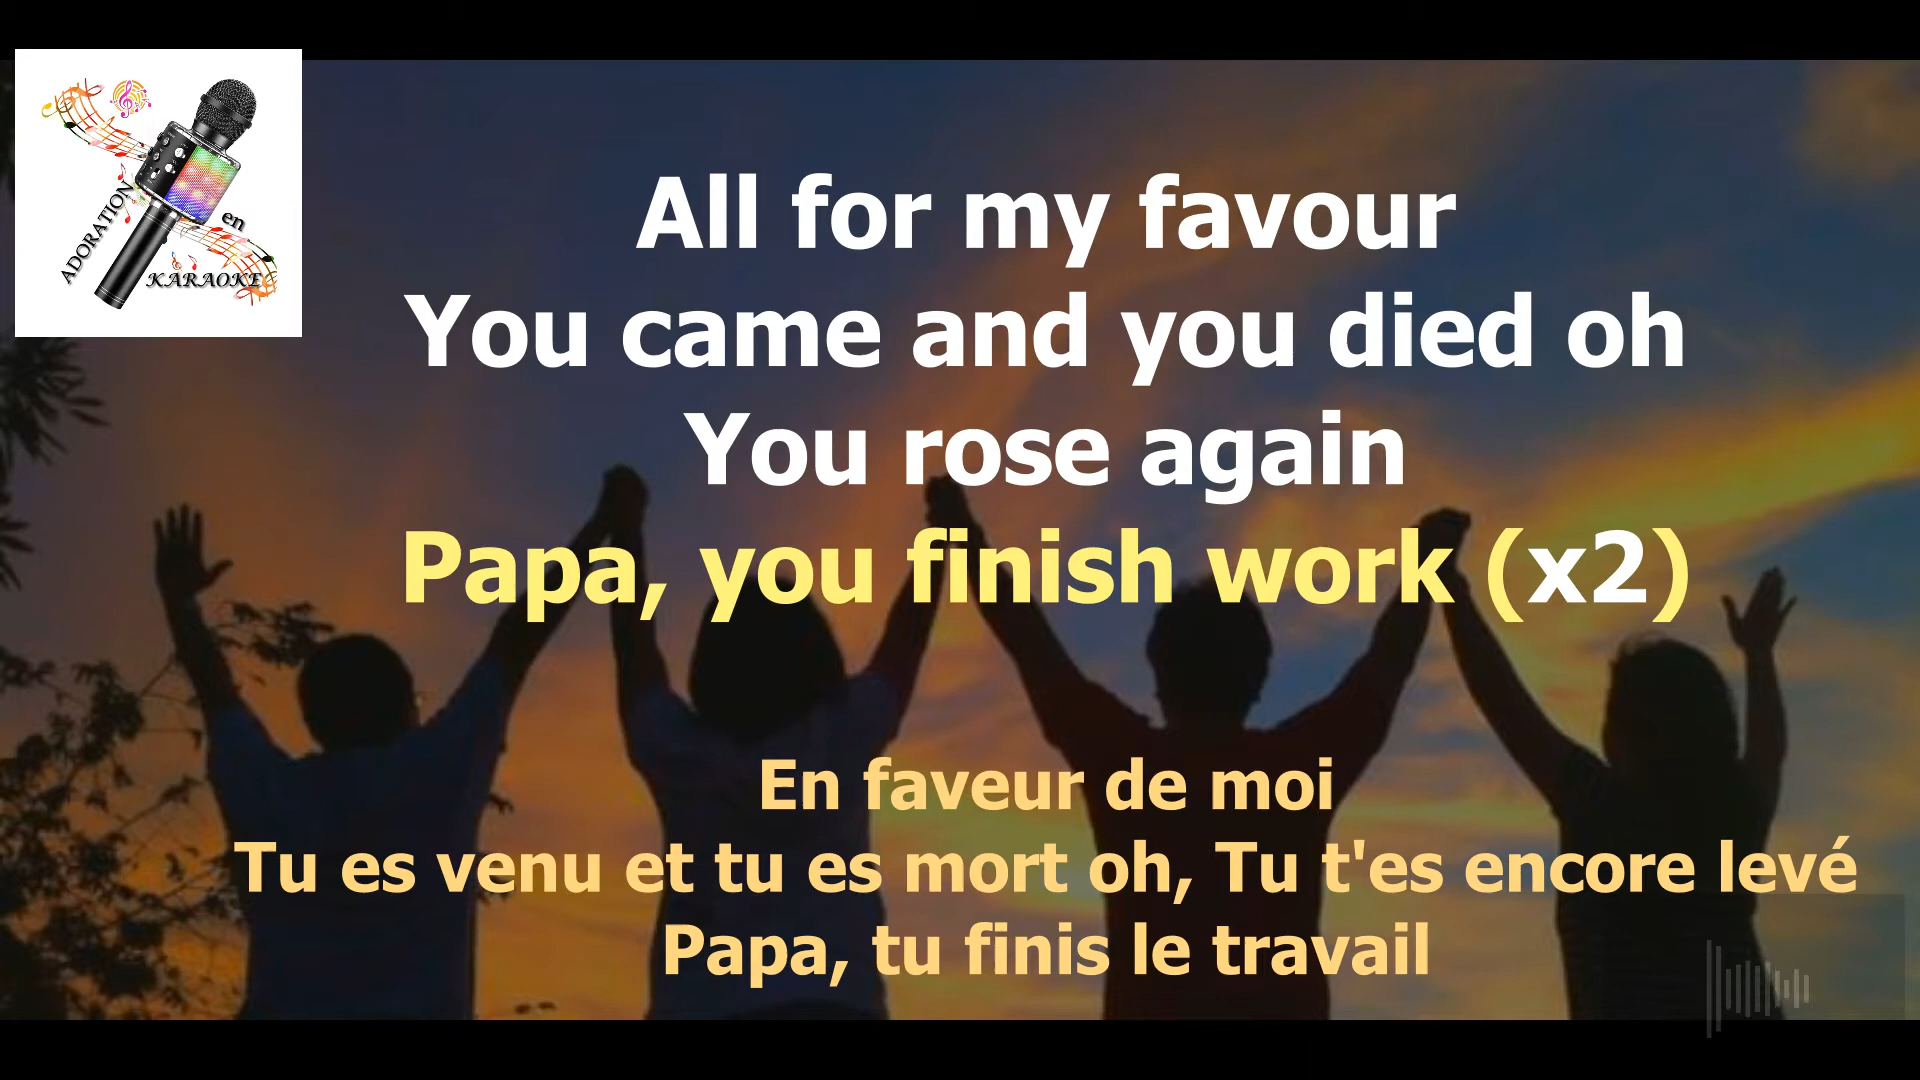 ADORATION
en
KARAOKE
All for my favour
You came and you died oh
You rose again
Papa, you finish work (x2)
En faveur de moi
Tu es venu et tu es mort oh, Tu t'es encore levé
Papa, tu finis le travail